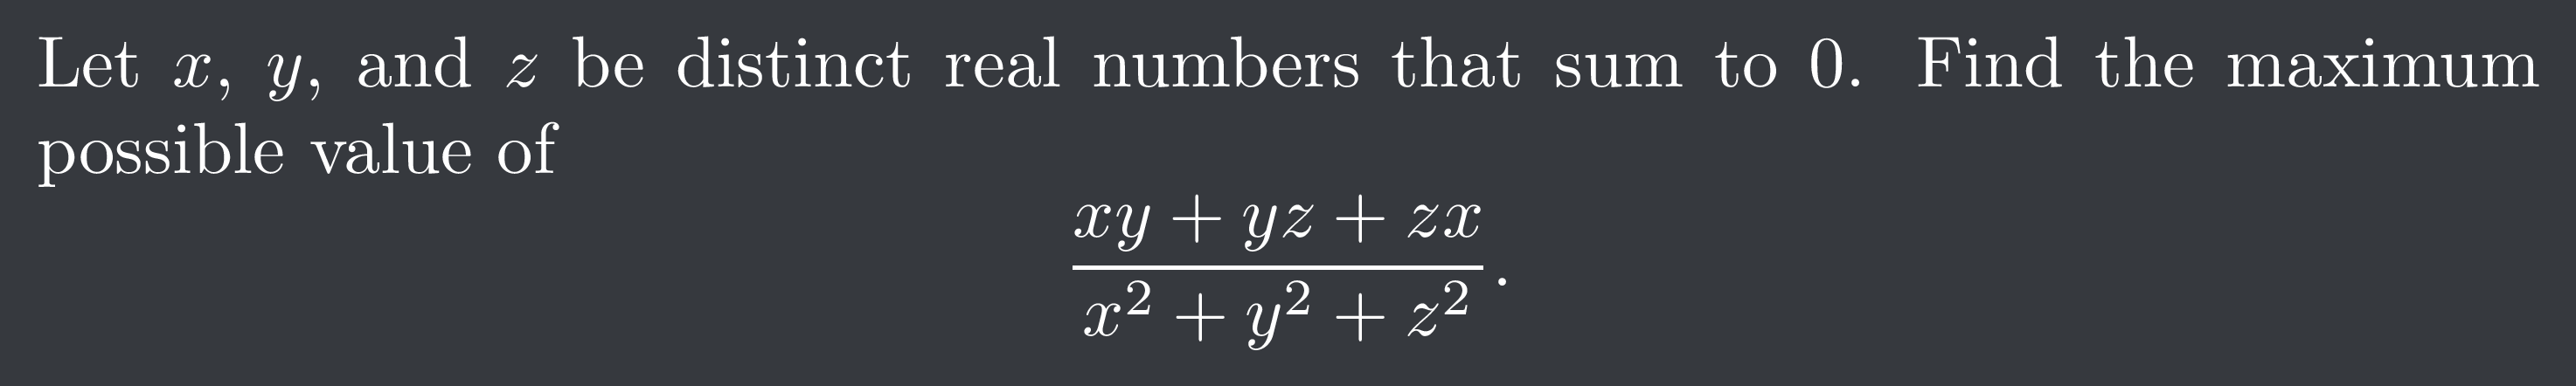 Let x, y, and z be distinct real numbers that sum to 0. Find the maximum
possible value of
\frac{xy + yz + zx}{x^2 + y^2 + z^2}.